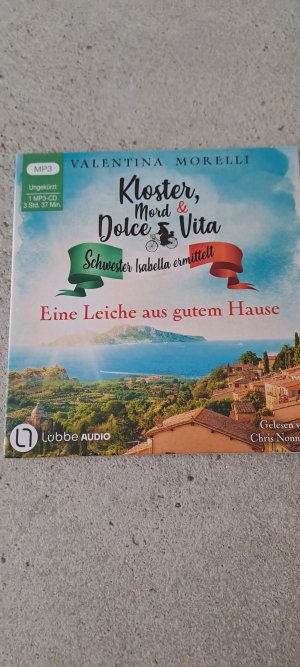 VALENTINA MORELLI
MP3
Ungekürzt
1 MP3-CD
3 Std. 37 Min.
Kloster,
Mord &
Dolce Vita
Schwester Isabella ermittelt
Eine Leiche aus gutem Hause
Lübbe AUDIO
Gelesen
Chris